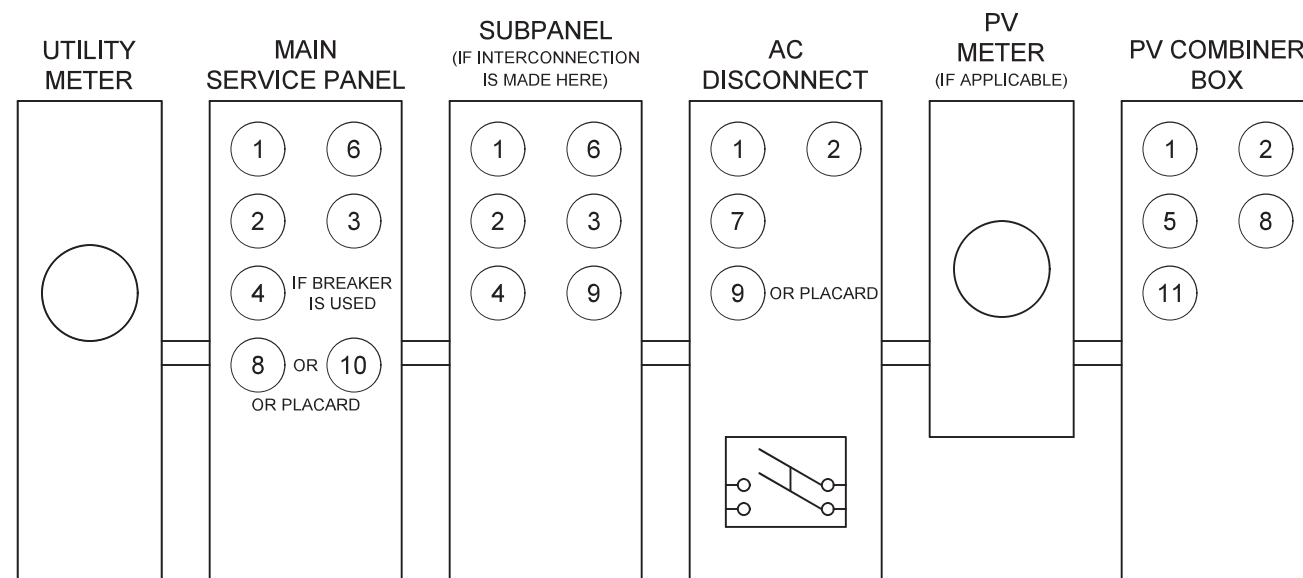 UTILITY
METER
MAIN
SERVICE PANEL
SUBPANEL
(IF INTERCONNECTION
IS MADE HERE)
AC
DISCONNECT
PV
METER
(IF APPLICABLE)
PV COMBINER
BOX
1 6
2 3
4 IF BREAKER
IS USED
8 OR 10
OR PLACARD
1 6
2 3
4 9
1 2
7
9 OR PLACARD
1 2
5 8
11